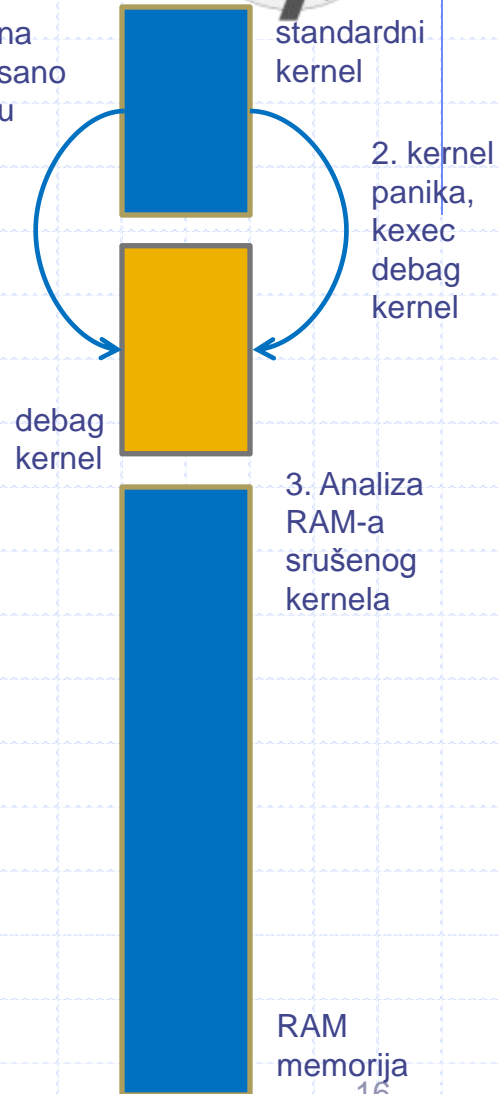 na
sano
u
standardni
kernel
2. kernel
panika,
kexec
debag
kernel
debag
kernel
3. Analiza
RAM-a
srušenog
kernela
RAM
memorija
16